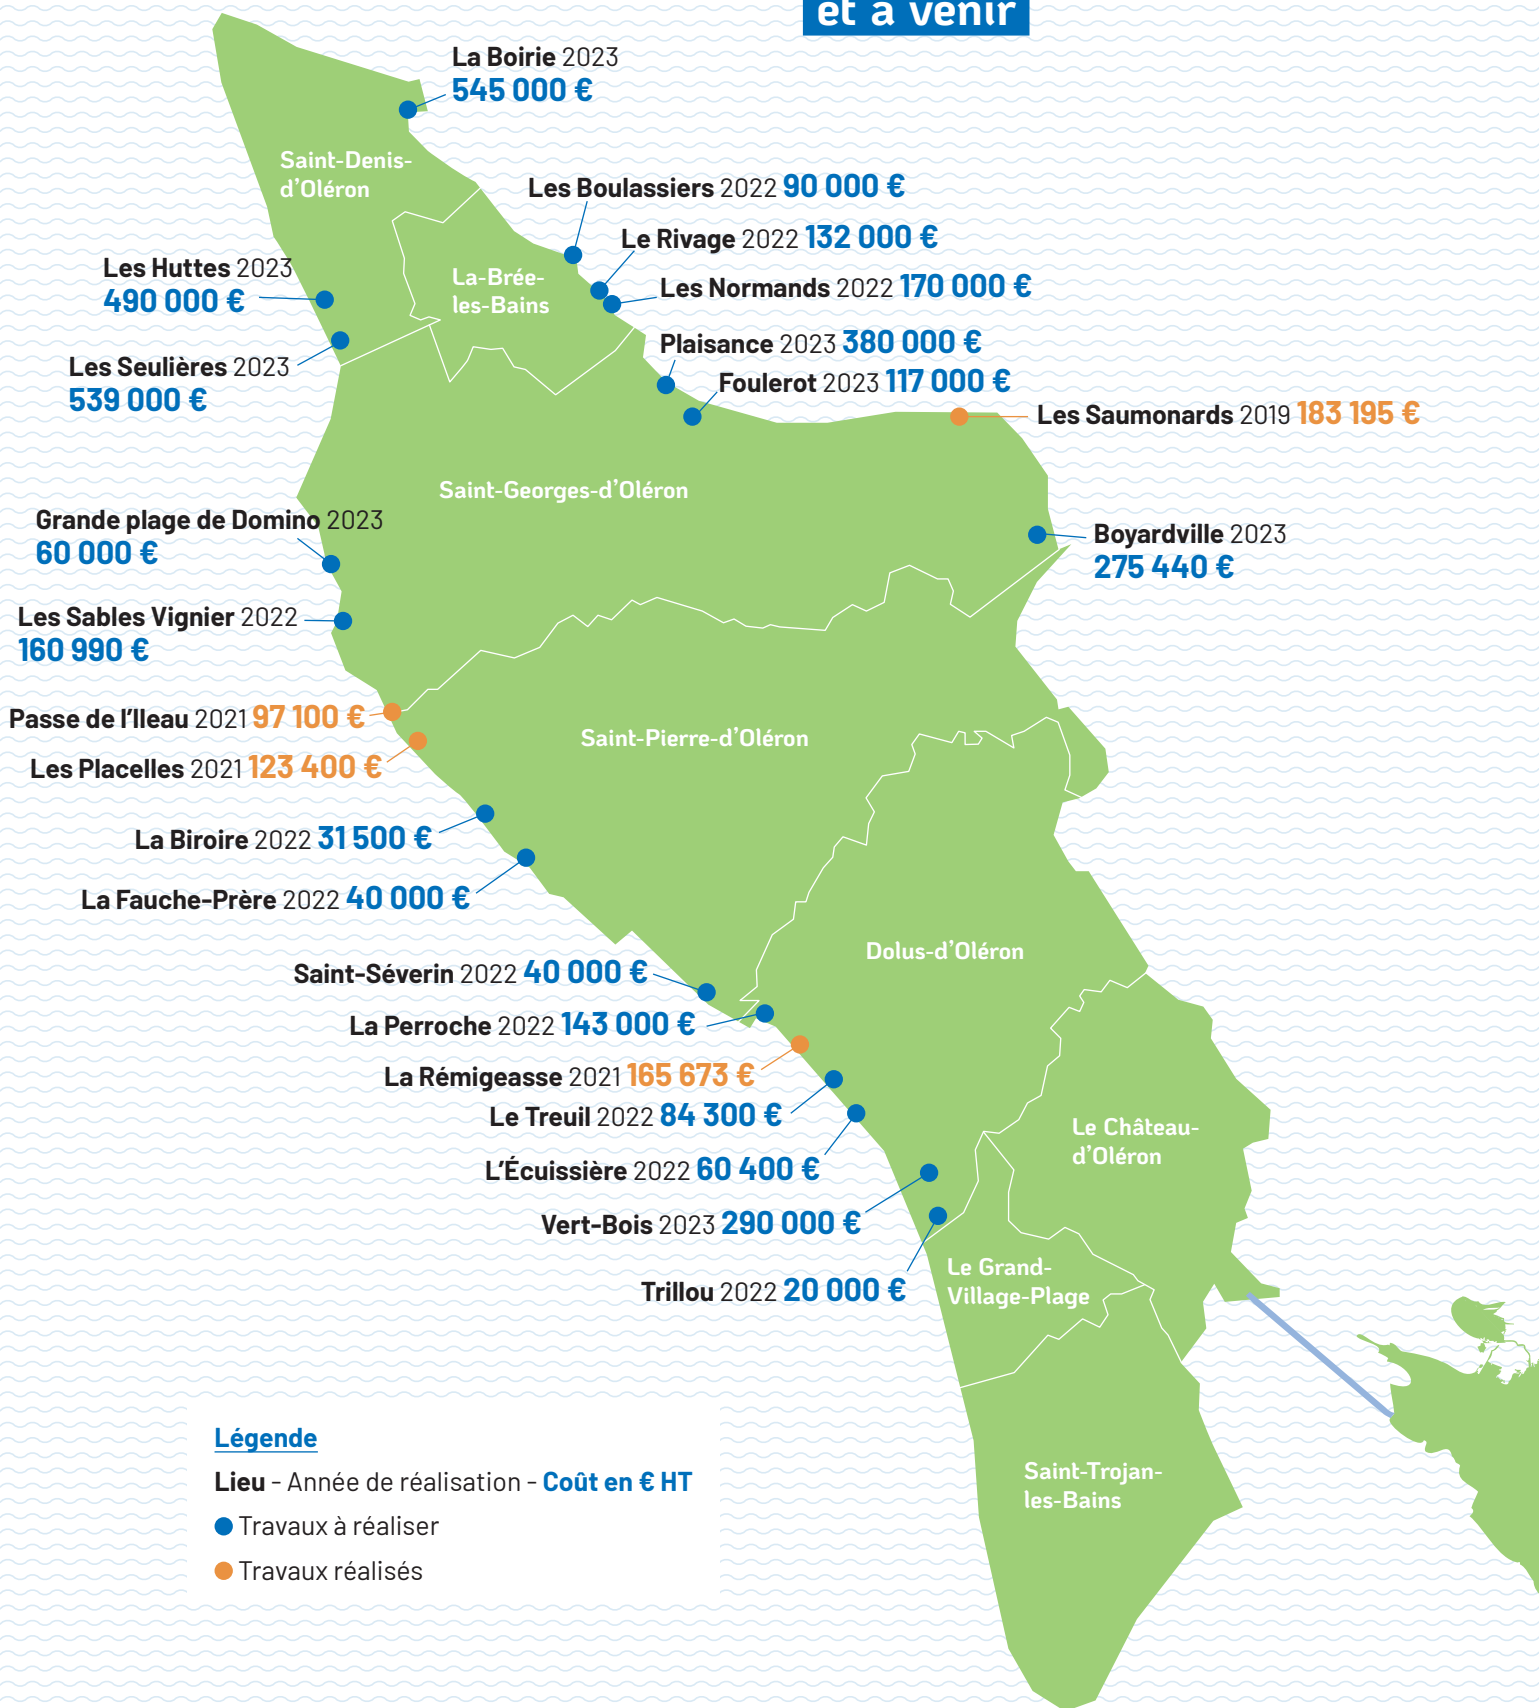 et à venir
La Boirie 2023
545 000 €
Saint-Denis-
d'Oléron
Les Boulassiers 2022 90 000 €
Le Rivage 2022 132 000 €
Les Huttes 2023
490 000 €
La-Brée-
les-Bains
Les Normands 2022 170 000 €
Plaisance 2023 380 000 €
Les Seulières 2023
539 000 €
Foulerot 2023 117 000 €
Les Saumonards 2019 183 195 €
Saint-Georges-d'Oléron
Grande plage de Domino 2023
60 000 €
Boyardville 2023
275 440 €
Les Sables Vignier 2022
160 990 €
Passe de l'Ileau 2021 97 100 €
Saint-Pierre-d'Oléron
Les Placelles 2021 123 400 €
La Biroire 2022 31 500 €
La Fauche-Prère 2022 40 000 €
Dolus-d'Oléron
Saint-Séverin 2022 40 000 €
La Perroche 2022 143 000 €
La Rémigeasse 2021 165 673 €
Le Treuil 2022 84 300 €
Le Château-
d'Oléron
L'Écuissière 2022 60 400 €
Vert-Bois 2023 290 000 €
Le Grand-
Village-Plage
Trillou 2022 20 000 €
Légende
Lieu - Année de réalisation - Coût en € HT
Travaux à réaliser
Travaux réalisés
Saint-Trojan-
les-Bains